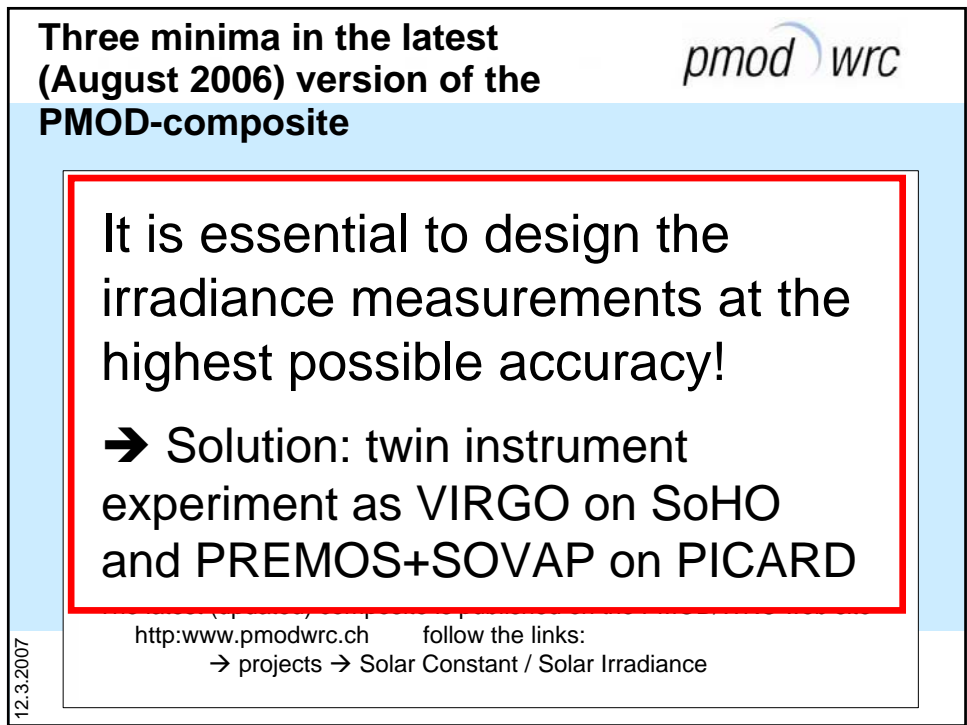 Three minima in the latest
(August 2006) version of the
PMOD-composite
pmod wrc
It is essential to design the
irradiance measurements at the
highest possible accuracy!
➔ Solution: twin instrument
experiment as VIRGO on SoHO
and PREMOS+SOVAP on PICARD
http:www.pmodwrc.ch follow the links:
→ projects → Solar Constant / Solar Irradiance
12.3.2007